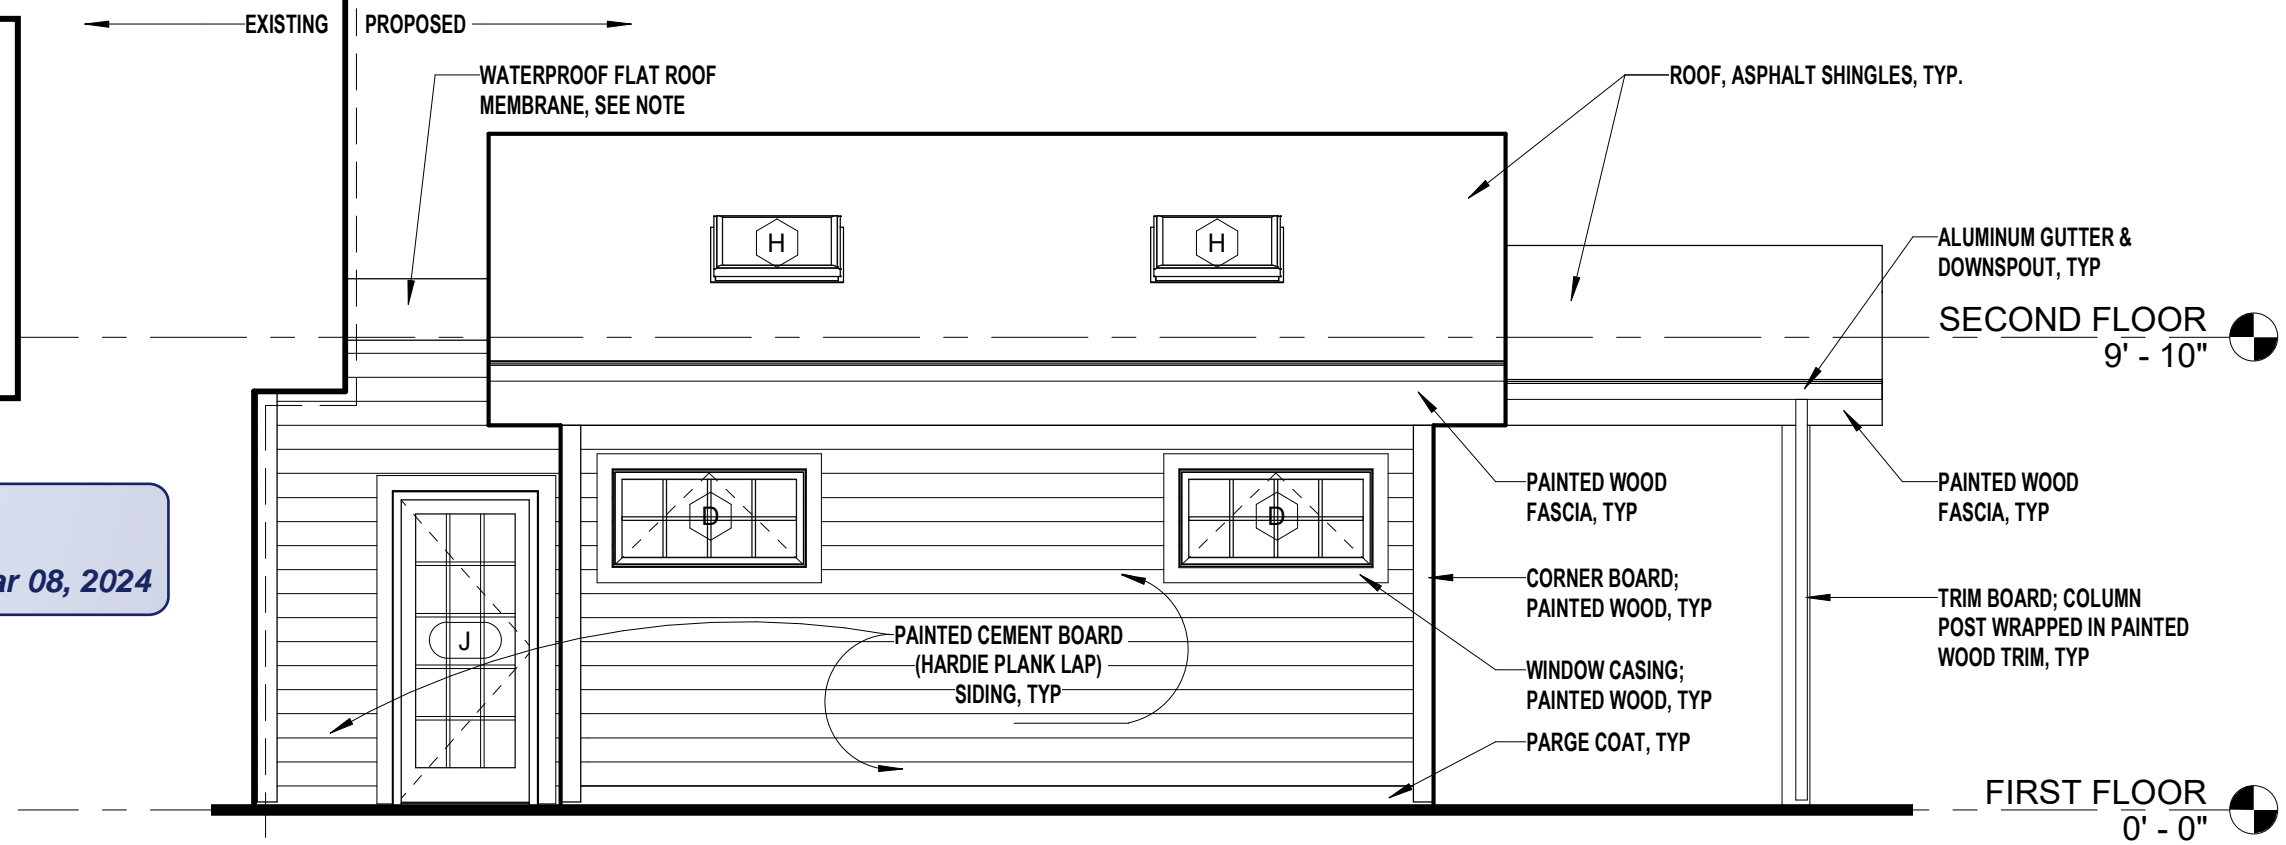 EXISTING
PROPOSED
WATERPROOF FLAT ROOF
MEMBRANE, SEE NOTE
ROOF, ASPHALT SHINGLES, TYP.
H
H
ALUMINUM GUTTER &
DOWNSPOUT, TYP
SECOND FLOOR
9' - 10"
PAINTED WOOD
FASCIA, TYP
PAINTED WOOD
FASCIA, TYP
D
D
08, 2024
CORNER BOARD;
PAINTED WOOD, TYP
TRIM BOARD; COLUMN
POST WRAPPED IN PAINTED
WOOD TRIM, TYP
J
PAINTED CEMENT BOARD
(HARDIE PLANK LAP)
SIDING, TYP
WINDOW CASING;
PAINTED WOOD, TYP
PARGE COAT, TYP
FIRST FLOOR
0' - 0"